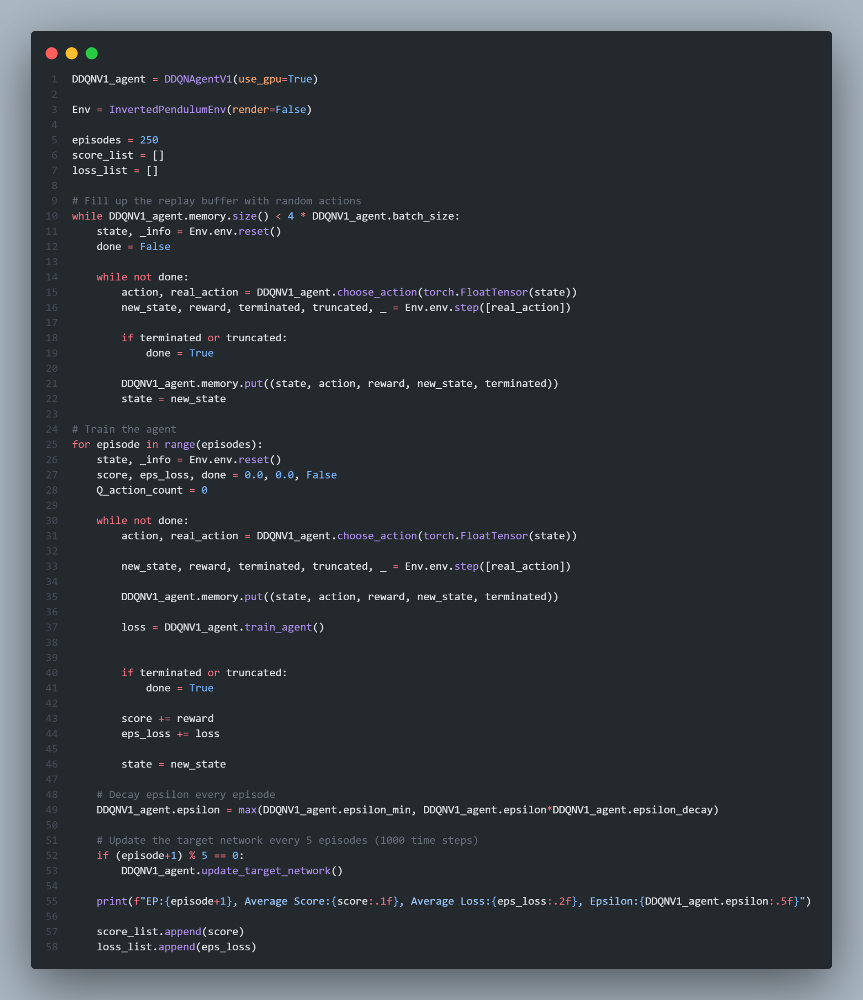 1 DDQNV1_agent = DDQNAgentV1(use_gpu=True)
2
3 Env = InvertedPendulumEnv(render=False)
4
5 episodes = 250
6 score_list = []
7 loss_list = []
8
9 # Fill up the replay buffer with random actions
10 while DDQNV1_agent.memory.size() < 4 * DDQNV1_agent.batch_size:
11     state, _info = Env.env.reset()
12     done = False
13
14     while not done:
15         action, real_action = DDQNV1_agent.choose_action(torch.FloatTensor(state))
16         new_state, reward, terminated, truncated, _ = Env.env.step([real_action])
17
18         if terminated or truncated:
19             done = True
20
21         DDQNV1_agent.memory.put((state, action, reward, new_state, terminated))
22         state = new_state
23
24 # Train the agent
25 for episode in range(episodes):
26     state, _info = Env.env.reset()
27     score, eps_loss, done = 0.0, 0.0, False
28     Q_action_count = 0
29
30     while not done:
31         action, real_action = DDQNV1_agent.choose_action(torch.FloatTensor(state))
32
33         new_state, reward, terminated, truncated, _ = Env.env.step([real_action])
34
35         DDQNV1_agent.memory.put((state, action, reward, new_state, terminated))
36
37         loss = DDQNV1_agent.train_agent()
38
39
40         if terminated or truncated:
41             done = True
42
43         score += reward
44         eps_loss += loss
45
46         state = new_state
47
48     # Decay epsilon every episode
49     DDQNV1_agent.epsilon = max(DDQNV1_agent.epsilon_min, DDQNV1_agent.epsilon*DDQNV1_agent.epsilon_decay)
50
51     # Update the target network every 5 episodes (1000 time steps)
52     if (episode+1) % 5 == 0:
53         DDQNV1_agent.update_target_network()
54
55     print(f"EP:{episode+1}, Average Score:{score:.1f}, Average Loss:{eps_loss:.2f}, Epsilon:{DDQNV1_agent.epsilon:.5f}")
56
57     score_list.append(score)
58     loss_list.append(eps_loss)